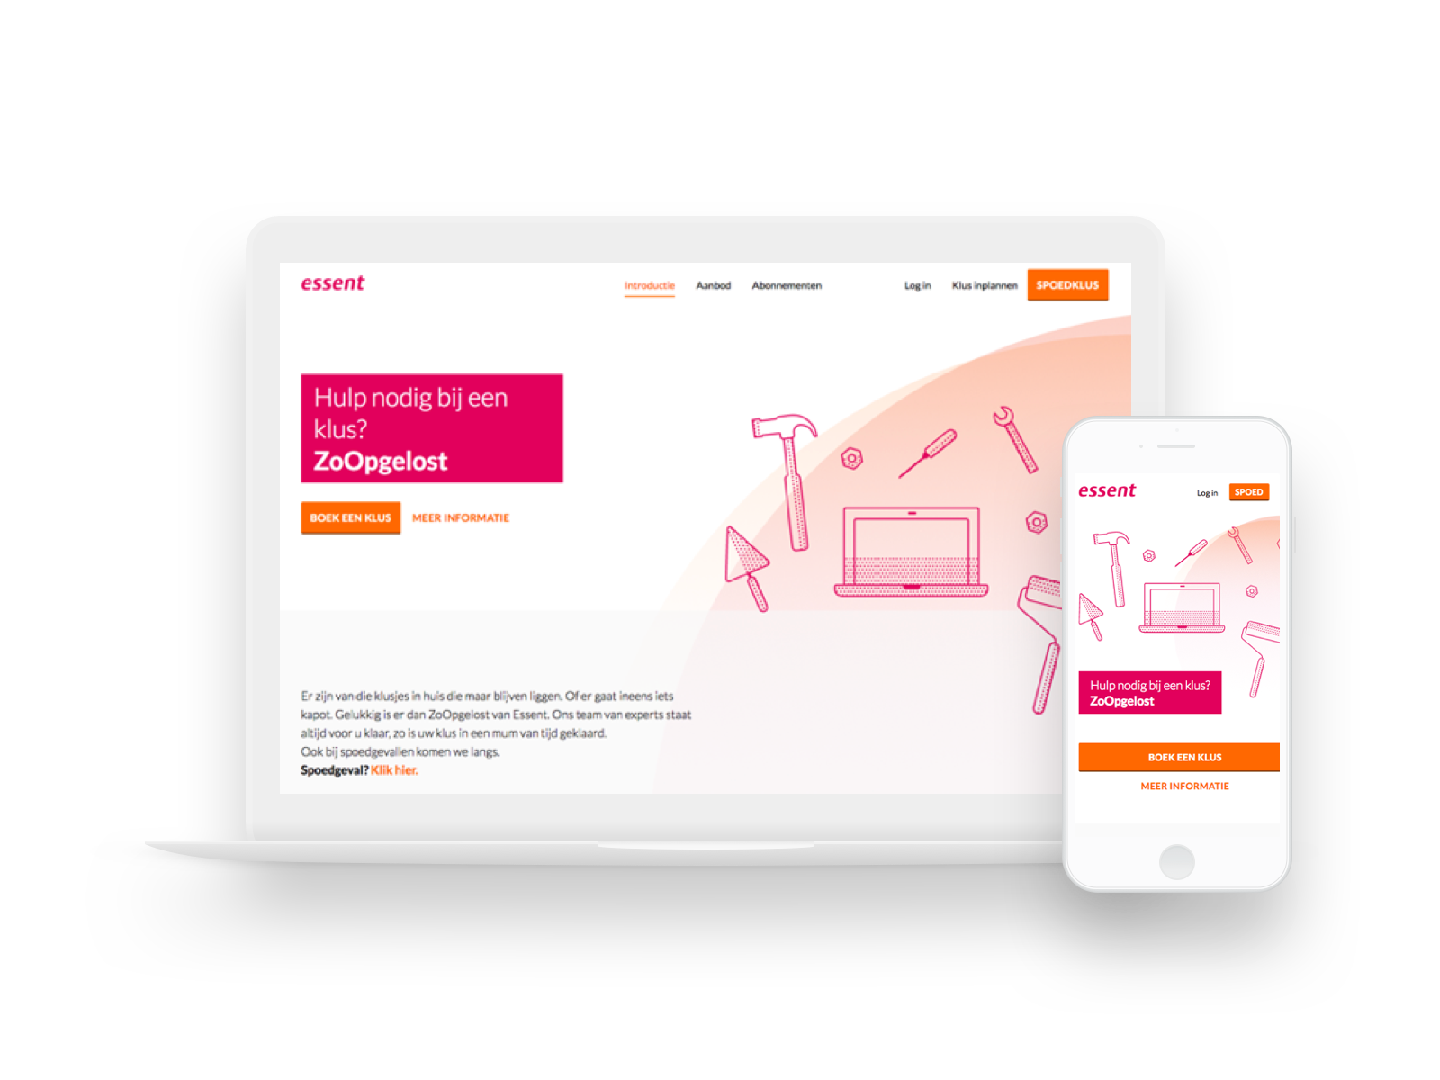 essent
Introductie Aanbod Abonnementen Login Klus inplannen SPOEDKLUS
Hulp nodig bij een
klus?
ZoOpgelost
BOEK EEN KLUS MEER INFORMATIE
Er zijn van die klusjes in huis die maar blijven liggen. Of er gaat ineens iets
kapot. Gelukkig is er dan ZoOpgelost van Essent. Ons team van experts staat
altijd voor u klaar, zo is uw klus in een mum van tijd geklaard.
Ook bij spoedgevallen komen we langs.
Spoedgeval? Klik hier.
essent Login SPOED
Hulp nodig bij een klus?
ZoOpgelost
BOEK EEN KLUS
MEER INFORMATIE